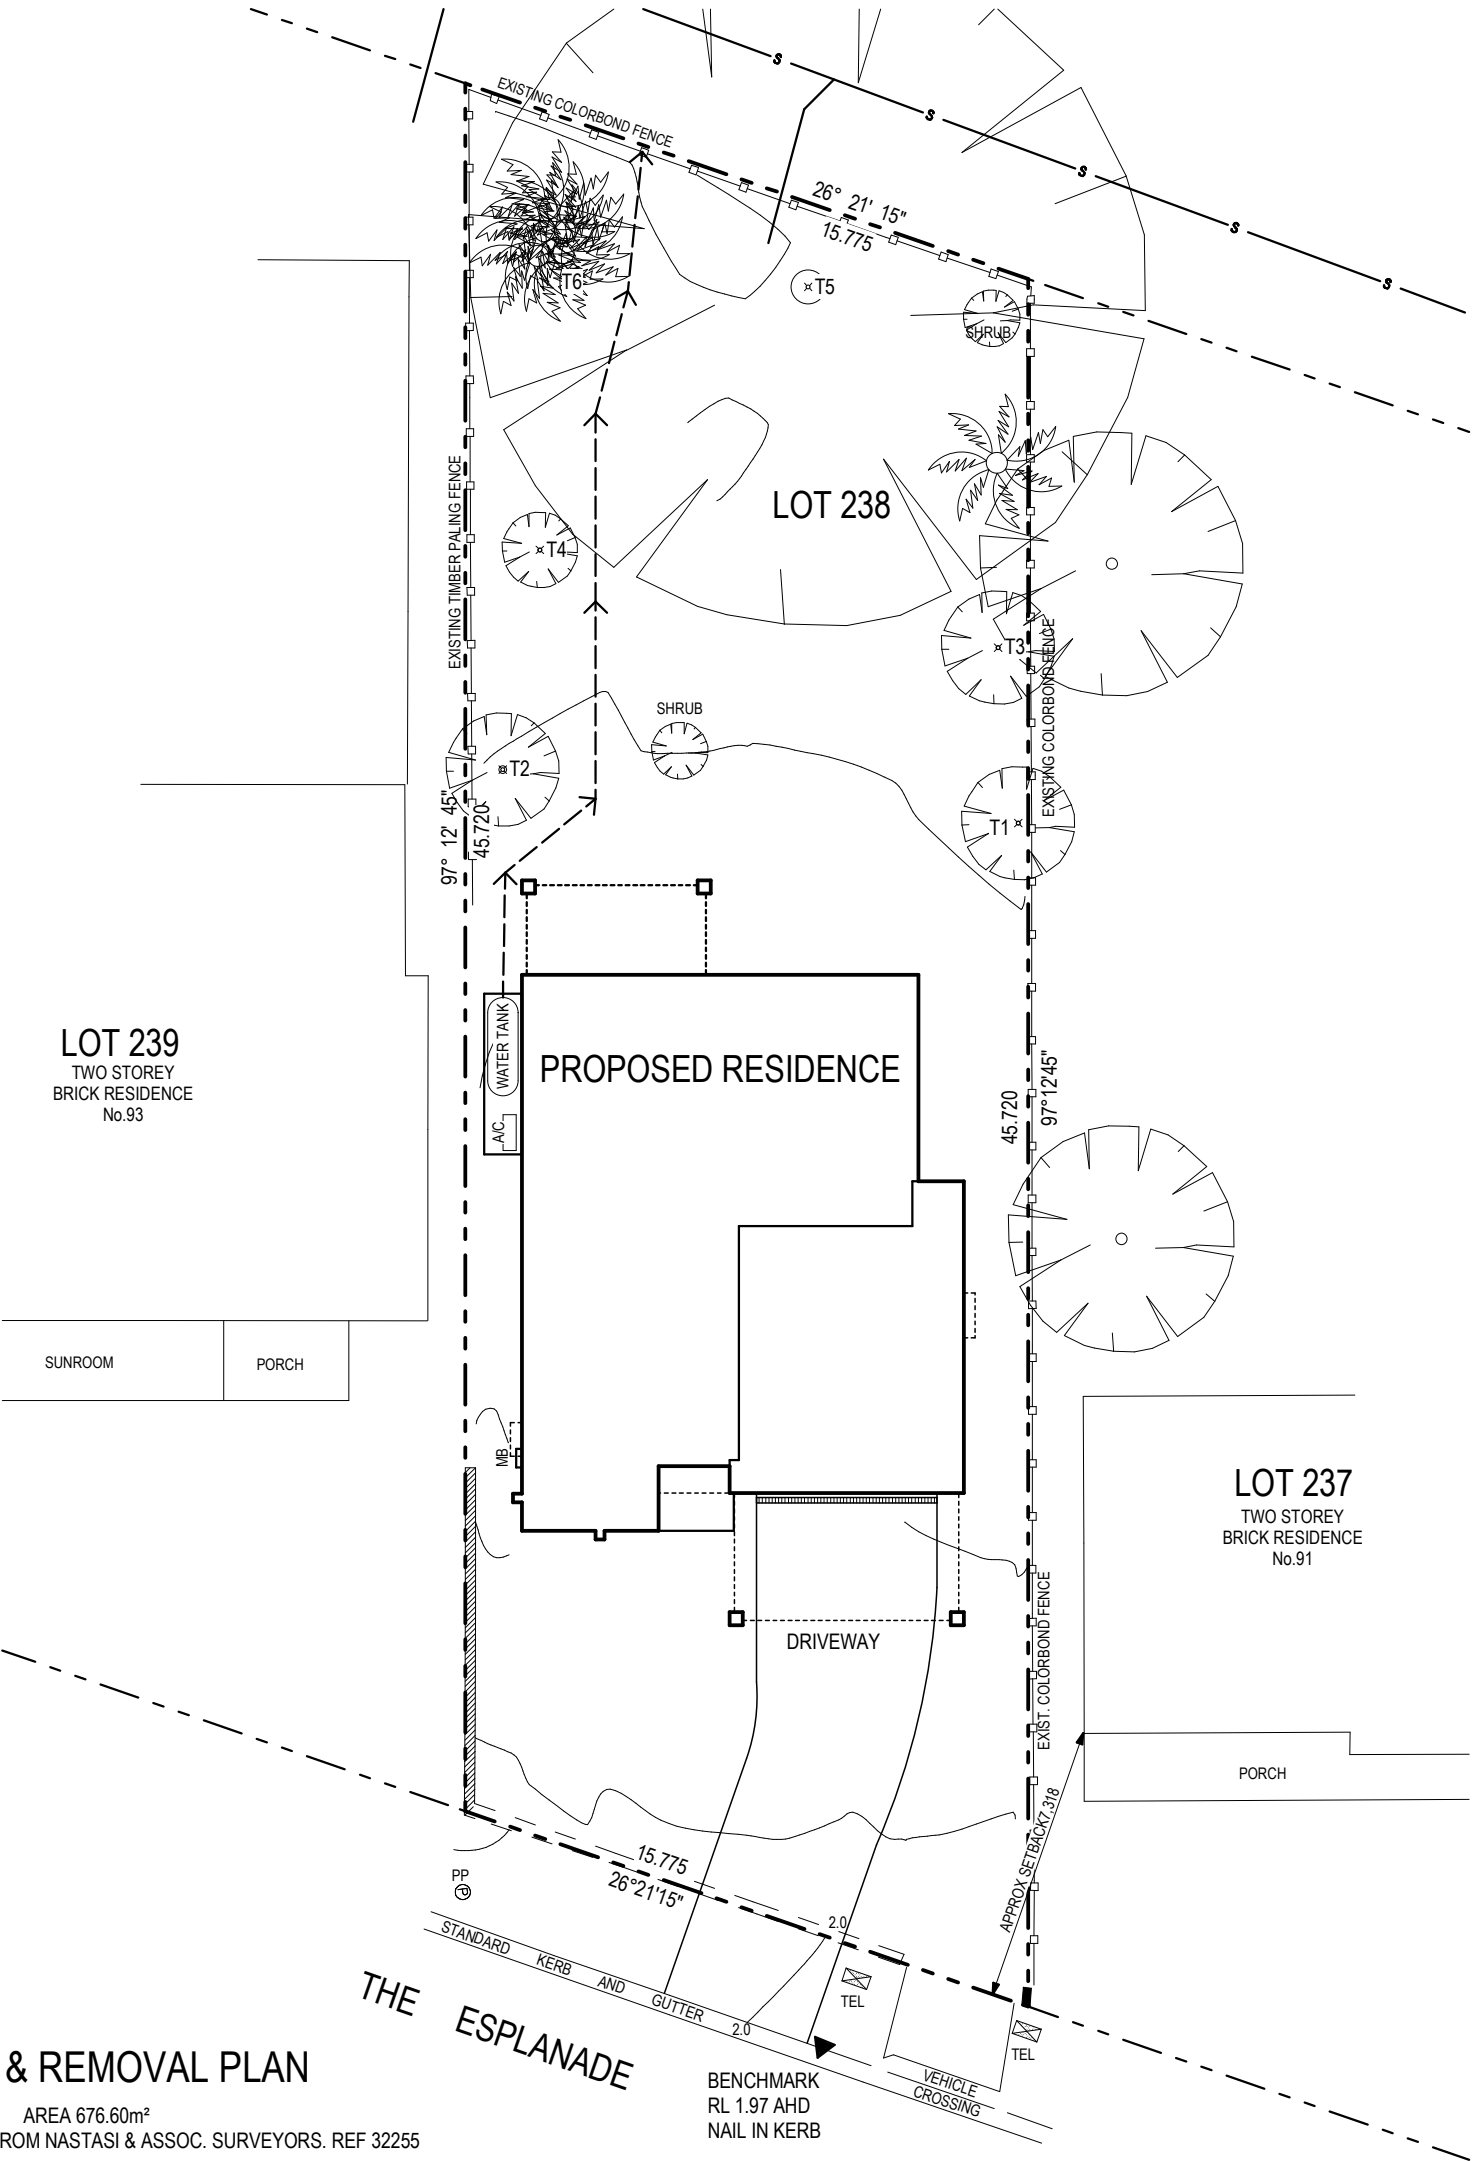 S
S
S
S
S
EXISTING COLORBOND FENCE
26° 21' 15"
15.775
T6
T5
SHRUB
EXISTING TIMBER PALING FENCE
LOT 238
T4
T3
EXISTING COLORBOND FENCE
SHRUB
T2
T1
97° 12' 45"
45.720
WATER TANK
A/C
PROPOSED RESIDENCE
LOT 239
TWO STOREY
BRICK RESIDENCE
No.93
45.720
97°12'45"
SUNROOM
PORCH
MB
LOT 237
TWO STOREY
BRICK RESIDENCE
No.91
DRIVEWAY
EXIST. COLORBOND FENCE
PORCH
APPROX SETBACK7,318
15.775
26°21'15"
PP
P
2.0
STANDARD KERB AND GUTTER
2.0
TEL
TEL
THE ESPLANADE
VEHICLE
CROSSING
BENCHMARK
RL 1.97 AHD
NAIL IN KERB
& REMOVAL PLAN
AREA 676.60m²
ROM NASTASI & ASSOC. SURVEYORS. REF 32255